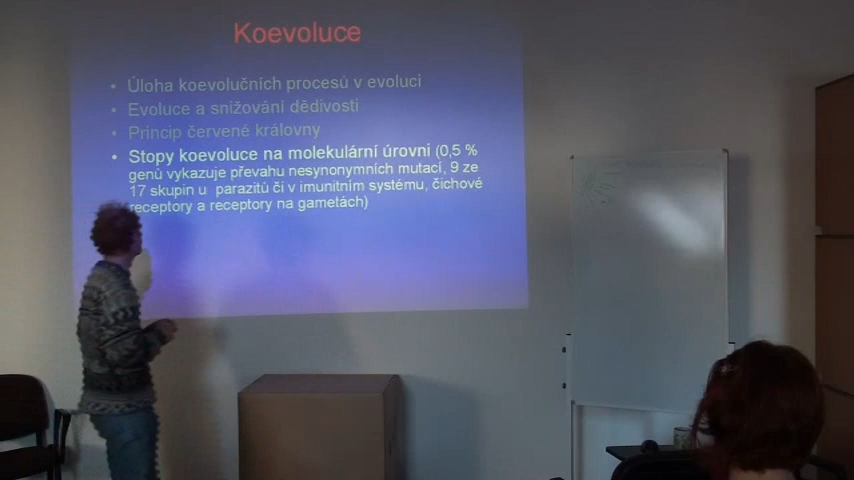 Koevoluce
• Úloha koevolučních procesů v evoluci
• Evoluce a snižování dědivosti
• Princip červené královny
• Stopy koevoluce na molekulární úrovni (0,5 %
genů vykazuje převahu nesynonymních mutací, 9 ze
17 skupin u parazitů či v imunitním systému, čichové
receptory a receptory na gametách)